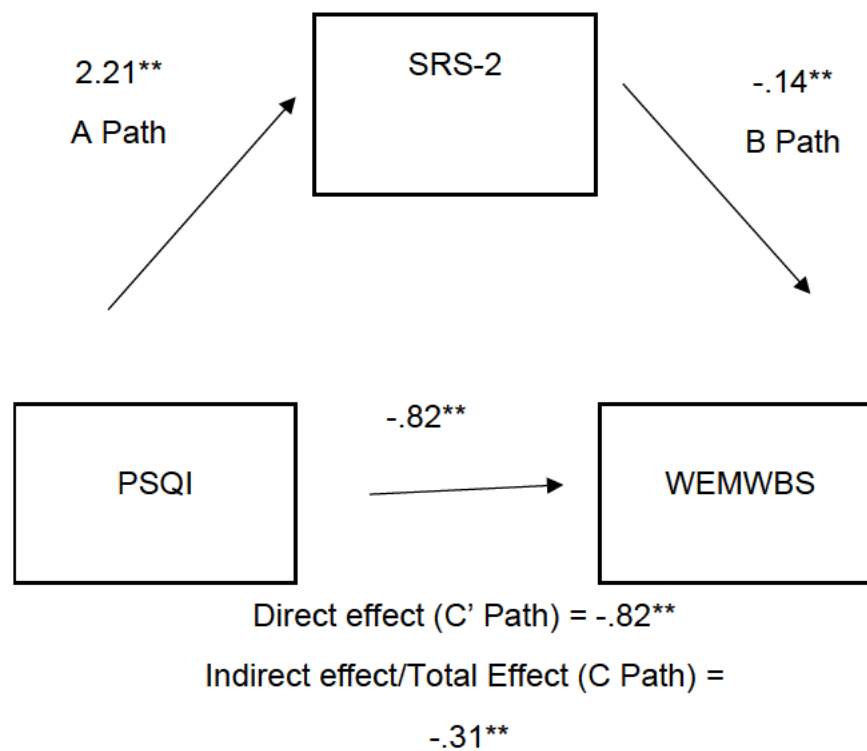 2.21**
A Path
SRS-2
-.14**
B Path
-.82**
PSQI
WEMWBS
Direct effect (C’ Path) = -.82**
Indirect effect/Total Effect (C Path) =
-.31**